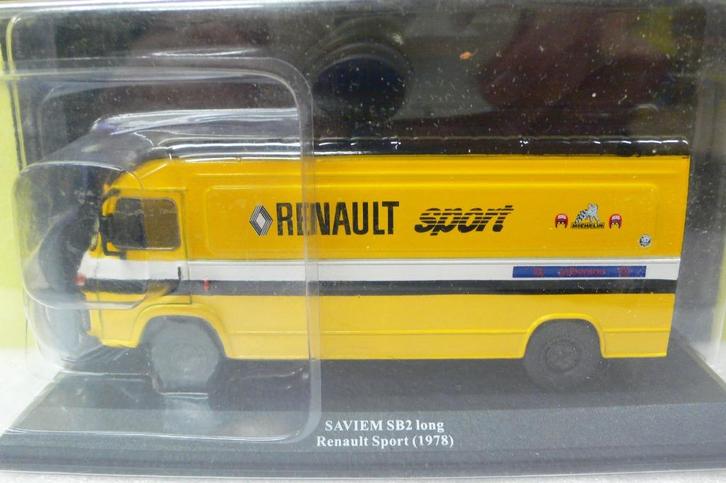 RENAULT sport
MICHELIN
SAVIEM SB2 long
Renault Sport (1978)